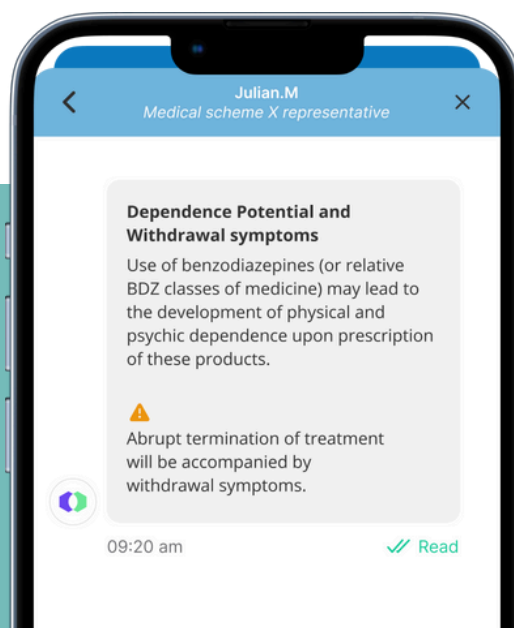 Julian.M
Medical scheme X representative
Dependence Potential and
Withdrawal symptoms
Use of benzodiazepines (or relative
BDZ classes of medicine) may lead to
the development of physical and
psychic dependence upon prescription
of these products.
Abrupt termination of treatment
will be accompanied by
withdrawal symptoms.
09:20 am
Read